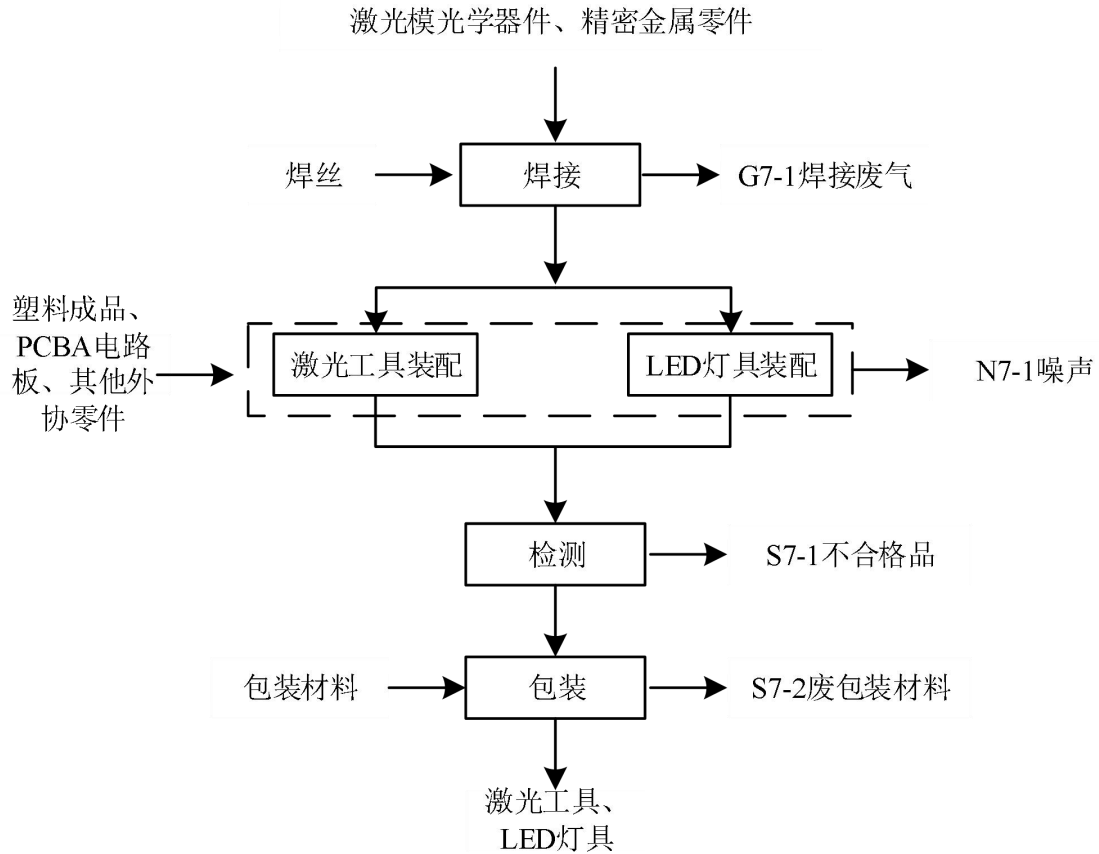 激光模光学器件、精密金属零件
焊丝
焊接
G7-1焊接废气
塑料成品、
PCBA电路
板、其他外
协零件
激光工具装配
LED灯具装配
N7-1噪声
检测
S7-1不合格品
包装材料
包装
S7-2废包装材料
激光工具、
LED灯具